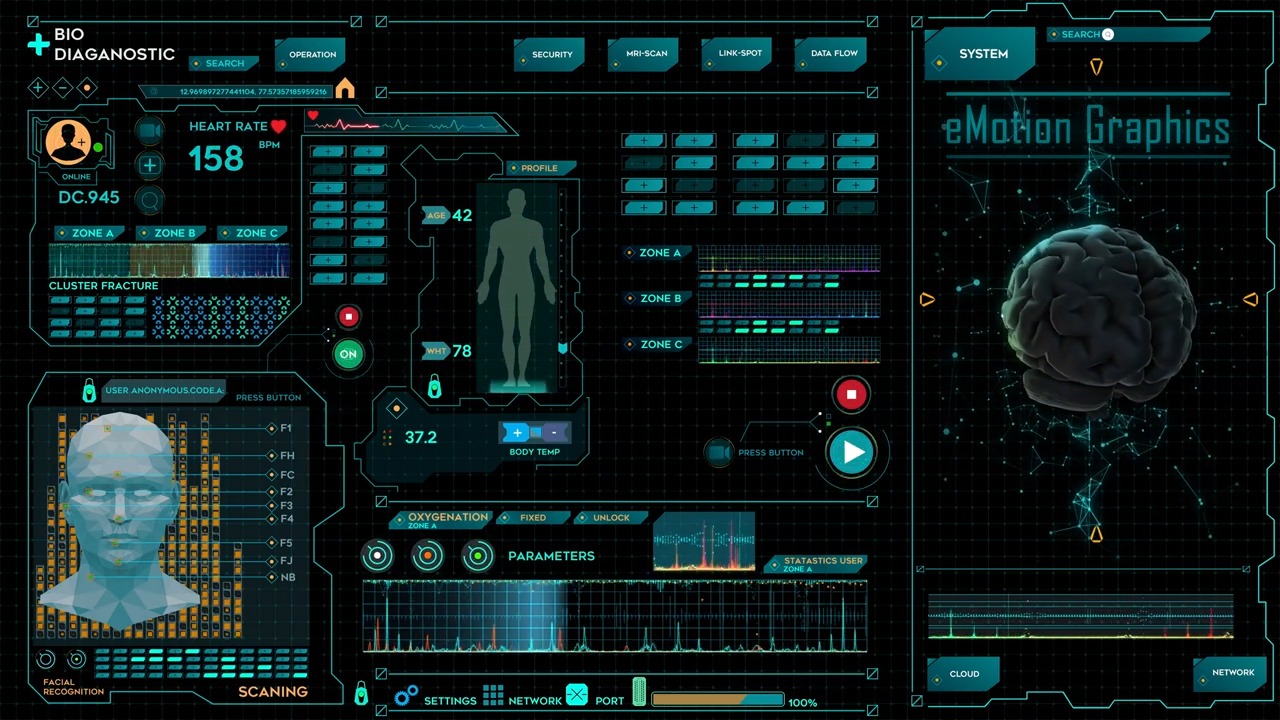 BIO
DIAGANOSTIC
SEARCH
OPERATION
SECURITY
MRI-SCAN
LINK-SPOT
DATA FLOW
SYSTEM
SEARCH
12.969897277441104, 77.57357185959216
eMotion Graphics
ONLINE
DC.945
HEART RATE
158
BPM
ZONE A
ZONE B
ZONE C
CLUSTER FRACTURE
PROFILE
AGE 42
WHT 78
ZONE A
ZONE B
ZONE C
ON
USER ANONYMOUS.CODE.A:
PRESS BUTTON
F1
FH
FC
F2
F3
F4
F5
FJ
NB
FACIAL
RECOGNITION
SCANING
37.2
BODY TEMP
PRESS BUTTON
OXYGENATION
ZONE A
FIXED
UNLOCK
PARAMETERS
STATASTICS USER
ZONE A
SETTINGS
NETWORK
PORT
100%
CLOUD
NETWORK